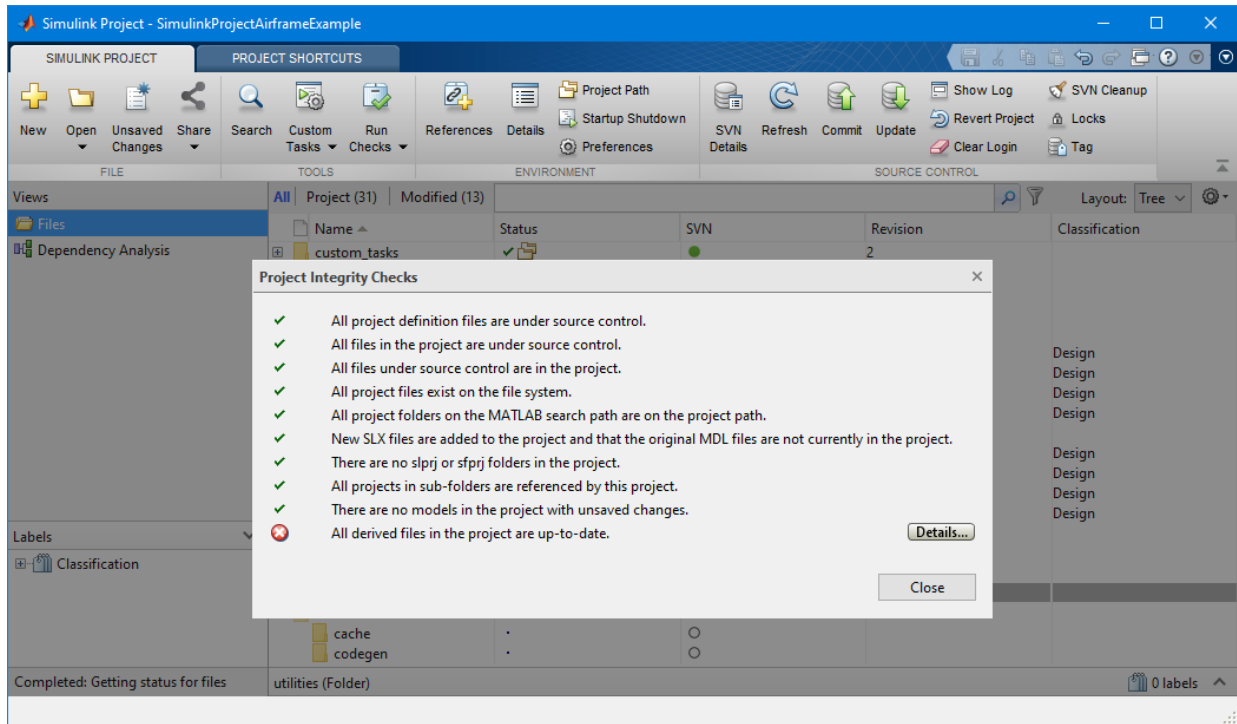 Simulink Project - SimulinkProjectAirframeExample
SIMULINK PROJECT PROJECT SHORTCUTS
New Open Unsaved Changes Share Search Custom Tasks Run Checks References Details Project Path Startup Shutdown Preferences SVN Details Refresh Commit Update Show Log Revert Project Clear Login SVN Cleanup Locks Tag
FILE TOOLS ENVIRONMENT SOURCE CONTROL
Views All Project (31) Modified (13) Layout: Tree
Files Name Status SVN Revision Classification
Dependency Analysis custom_tasks 2
Project Integrity Checks
All project definition files are under source control.
All files in the project are under source control.
All files under source control are in the project.
Design
Design
All project files exist on the file system.
Design
All project folders on the MATLAB search path are on the project path.
Design
New SLX files are added to the project and that the original MDL files are not currently in the project.
There are no slprj or sfprj folders in the project.
Design
Design
All projects in sub-folders are referenced by this project.
Design
There are no models in the project with unsaved changes.
Design
Labels All derived files in the project are up-to-date. Details...
Classification
Close
cache
codegen
Completed: Getting status for files utilities (Folder) 0 labels